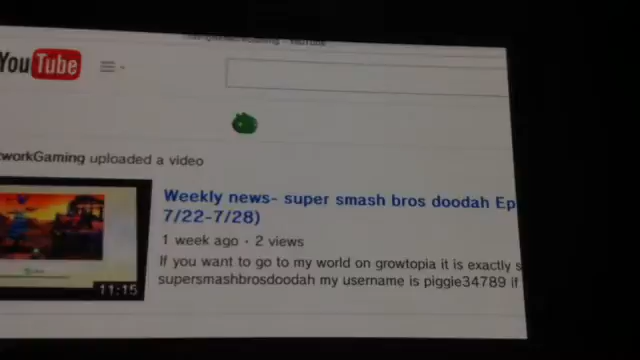 YouTube
workGaming uploaded a video
Weekly news- super smash bros doodah Ep
7/22-7/28)
1 week ago · 2 views
If you want to go to my world on growtopia it is exactly s
supersmashbrosdoodah my username is piggie34789 if
11:15